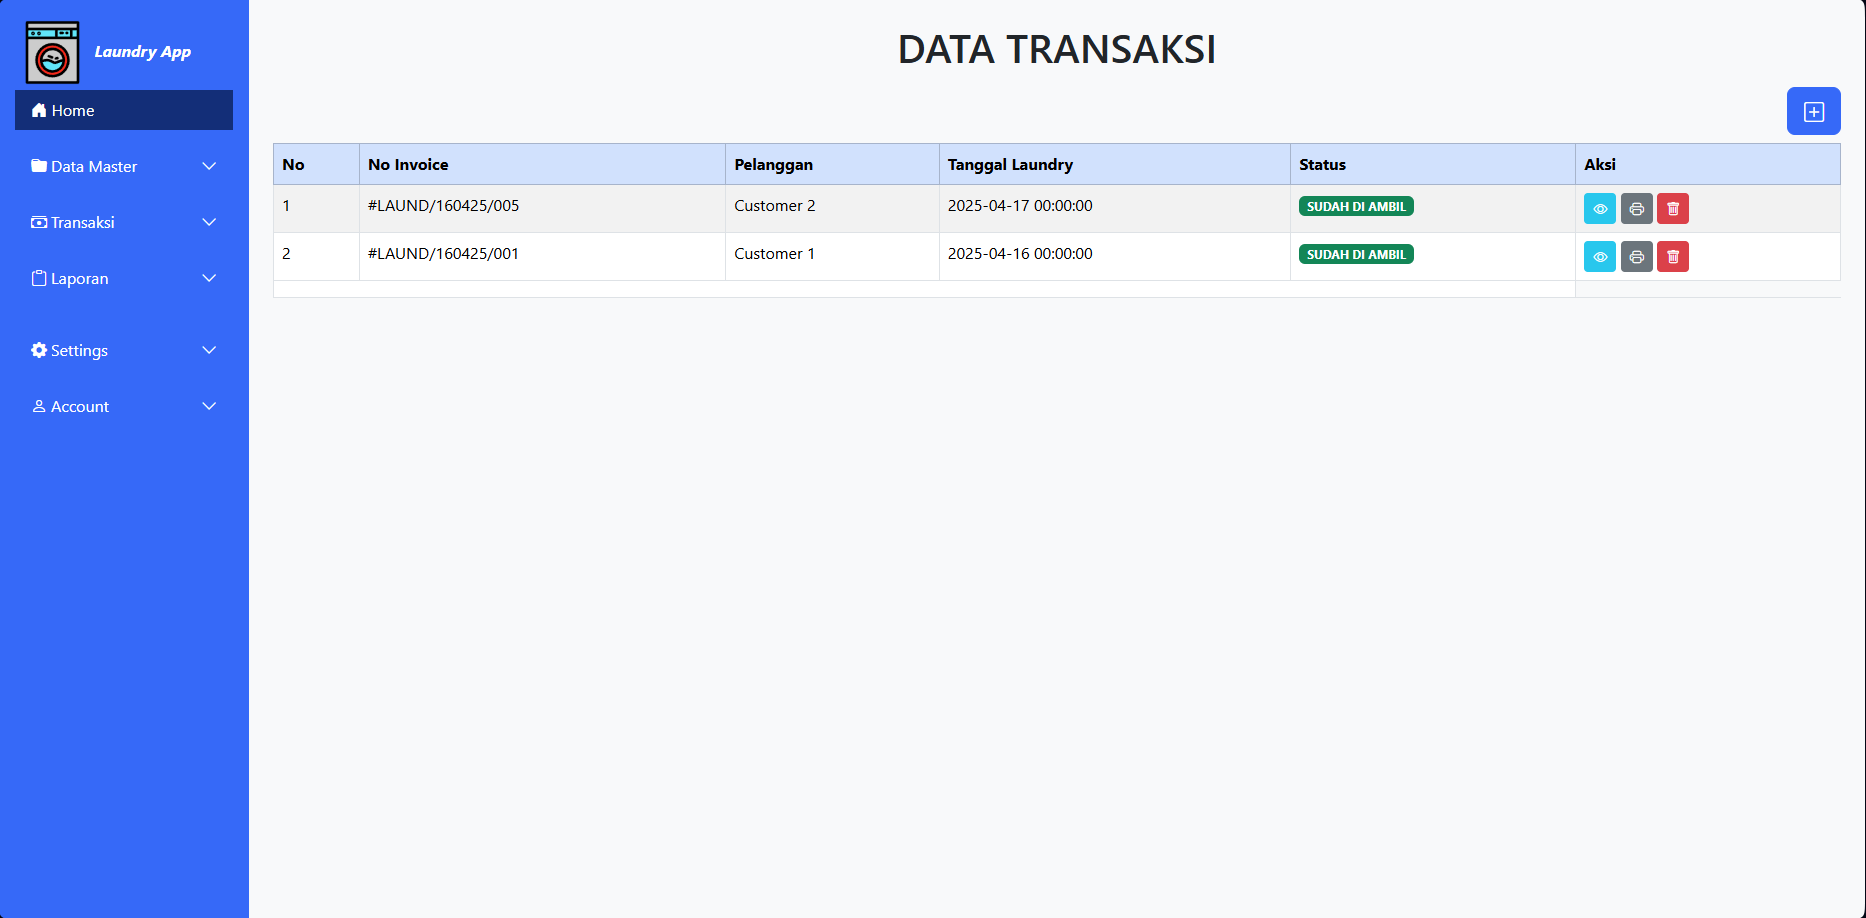 Laundry App
Home
Data Master
Transaksi
Laporan
Settings
Account
DATA TRANSAKSI
No No Invoice Pelanggan Tanggal Laundry Status Aksi
1 #LAUND/160425/005 Customer 2 2025-04-17 00:00:00 SUDAH DI AMBIL
2 #LAUND/160425/001 Customer 1 2025-04-16 00:00:00 SUDAH DI AMBIL